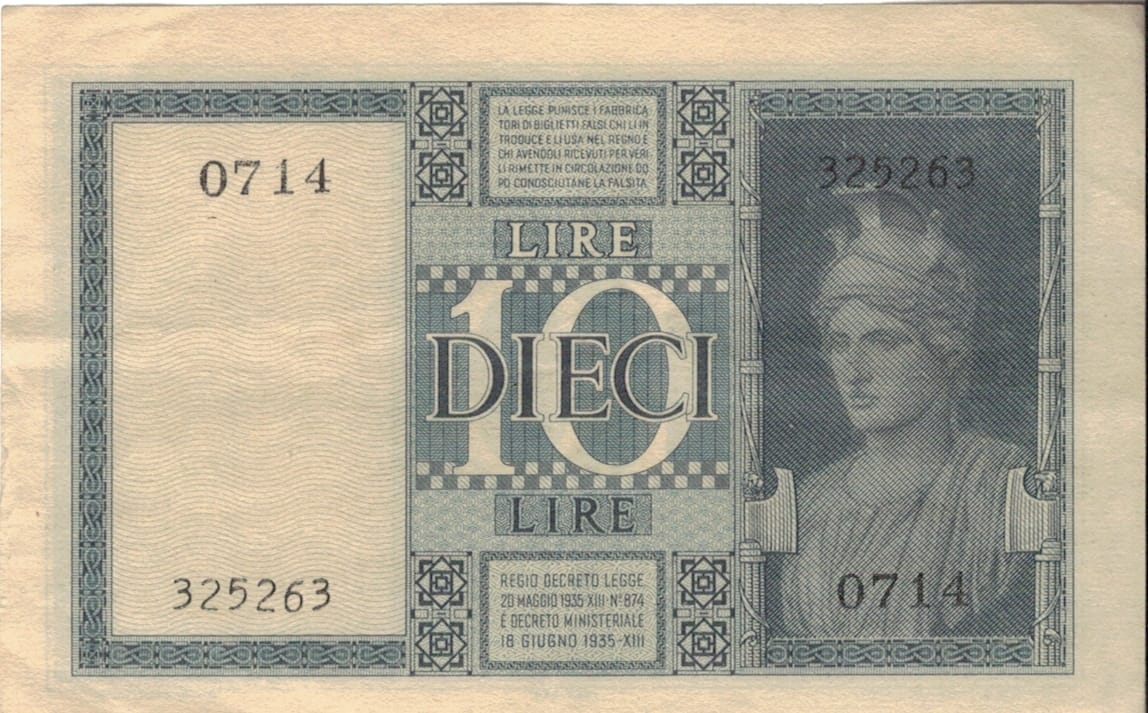 0714
325263
LA LEGGE PUNISCE I FABBRICA
TORI DI BIGLIETTI FALSI, CHI LI IN
TRODUCE E LI USA NEL REGNO E
CHI AVENDOLI RICEVUTI PER VERI
LI RIMETTE IN CIRCOLAZIONE DO
PO CONOSCIUTANE LA FALSITA
LIRE
10
DIECI
LIRE
REGIO DECRETO LEGGE
20 MAGGIO 1935 XIII-Nº 874
E DECRETO MINISTERIALE
18 GIUGNO 1935-XIII
325263
0714